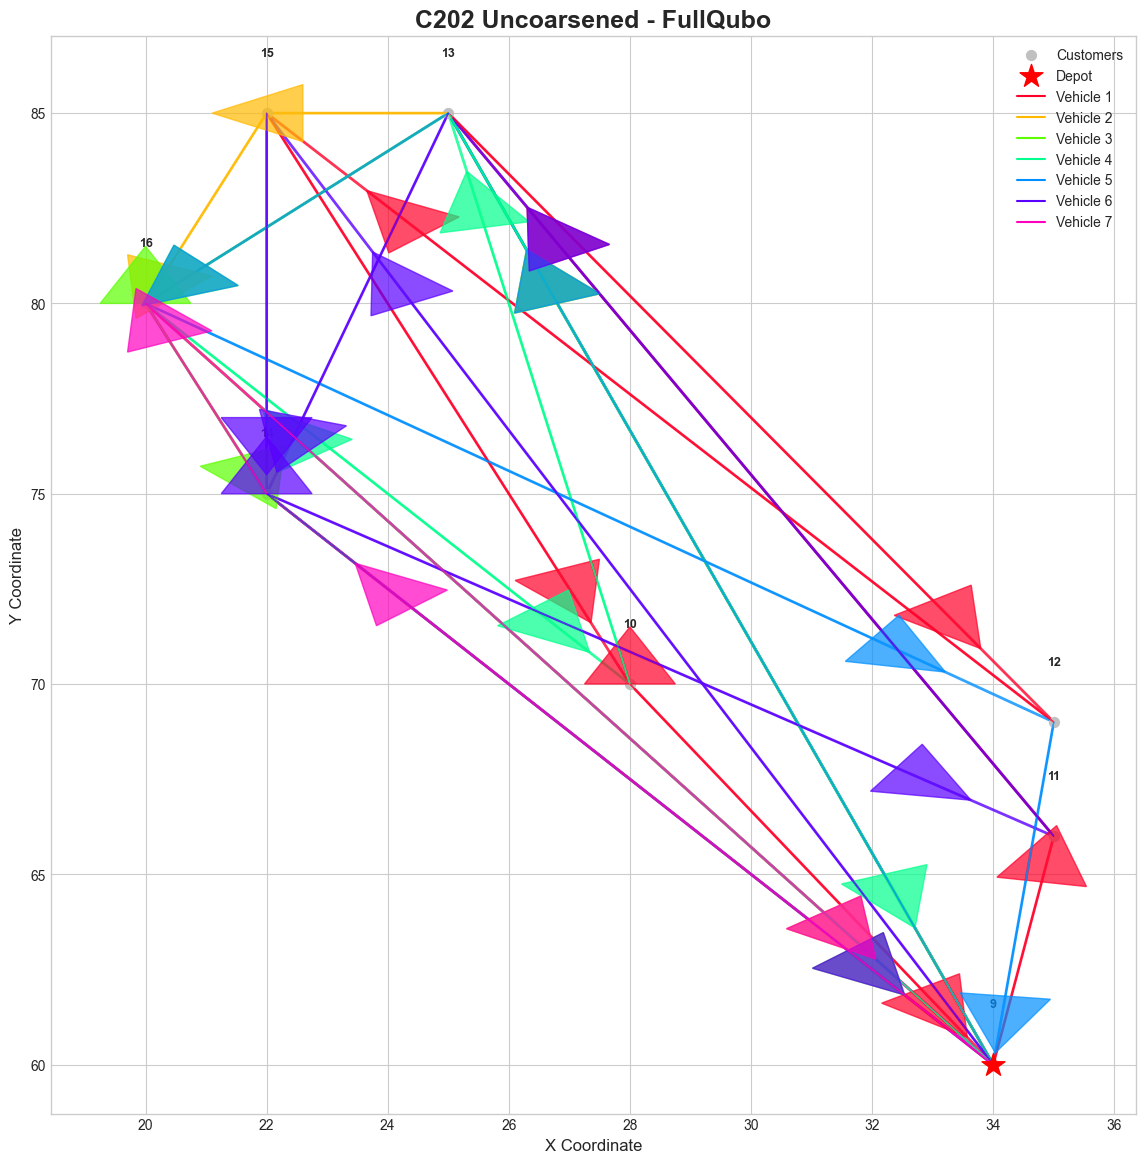 C202 Uncoarsened - FullQubo
15
13
Customers
Depot
Vehicle 1
Vehicle 2
Vehicle 3
Vehicle 4
Vehicle 5
Vehicle 6
Vehicle 7
16
10
12
11
9
85
80
75
70
65
60
Y Coordinate
20
22
24
26
28
30
32
34
36
X Coordinate